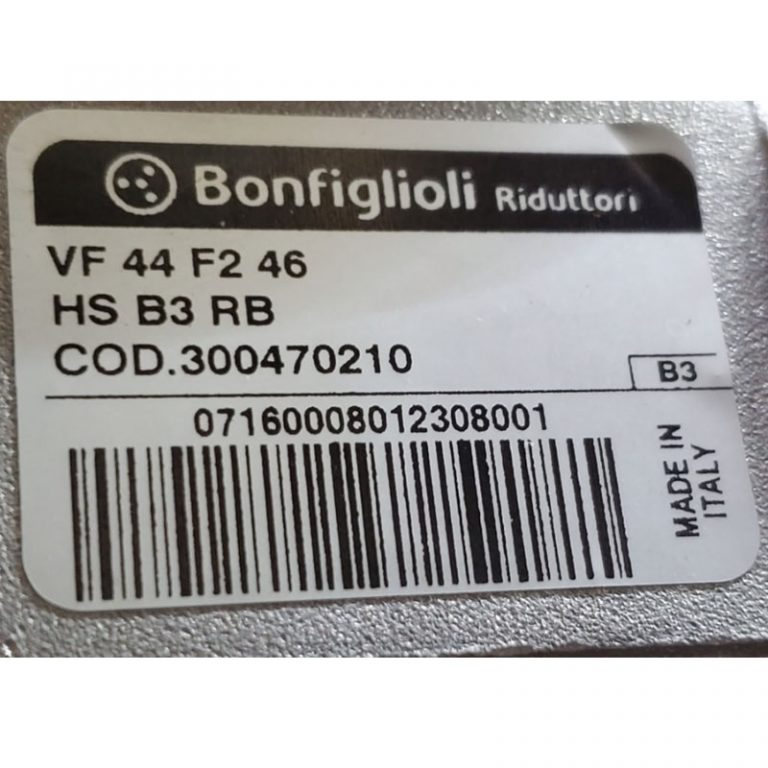 Bonfiglioli Riduttori
VF 44 F2 46
HS B3 RB
COD.300470210
B3
07160008012308001
MADE IN
ITALY